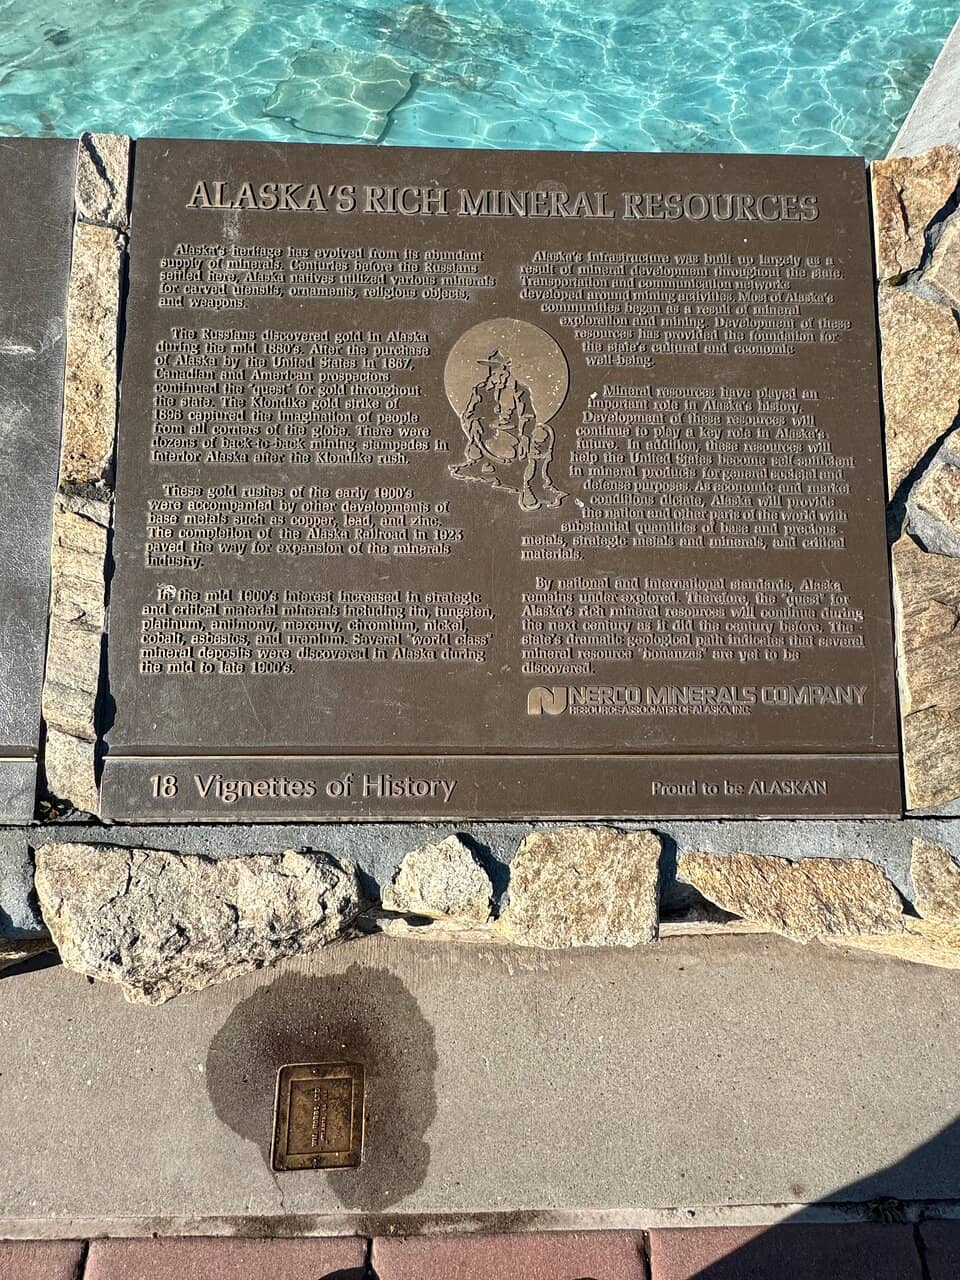 ALASKA'S RICH MINERAL RESOURCES
Alaska's heritage has evolved from its abundant
supply of minerals. Centuries before the Russians
settled here, Alaska natives utilized various minerals
for carved utensils, ornaments, religious objects,
and weapons.
The Russians discovered gold in Alaska
during the mid 1880's. After the purchase
of Alaska by the United States in 1867,
Canadian and American prospectors
continued the "quest" for gold throughout
the state. The Klondike gold strike of
1896 captured the imagination of people
from all corners of the globe. There were
dozens of back-to-back mining stampedes in
Interior Alaska after the Klondike rush.
These gold rushes of the early 1900's
were accompanied by other developments of
base metals such as copper, lead, and zinc.
The completion of the Alaska Railroad in 1923
paved the way for expansion of the minerals
industry.
In the mid 1900's interest increased in strategic
and critical material minerals including tin, tungsten,
platinum, antimony, mercury, chromium, nickel,
cobalt, asbestos, and uranium. Several "world class"
mineral deposits were discovered in Alaska during
the mid to late 1900's.
Alaska's infrastructure was built up largely as a
result of mineral development throughout the state.
Transportation and communication networks
developed around mining activities. Most of Alaska's
communities began as a result of mineral
exploration and mining. Development of these
resources has provided the foundation for
the state's cultural and economic
well being.
Mineral resources have played an
important role in Alaska's history.
Development of these resources will
continue to play a key role in Alaska's
future. In addition, these resources will
help the United States become self-sufficient
in mineral products for general societal and
defense purposes. As economic and market
conditions dictate, Alaska will provide
the nation and other parts of the world with
substantial quantities of base and precious
metals, strategic metals and minerals, and critical
materials.
By national and international standards, Alaska
remains under-explored. Therefore, the "quest" for
Alaska's rich mineral resources will continue during
the next century as it did the century before. The
state's dramatic geological path indicates that several
mineral resource "bonanzas" are yet to be
discovered.
NERCO MINERALS COMPANY
RESOURCE ASSOCIATES OF ALASKA, INC.
18 Vignettes of History
Proud to be ALASKAN